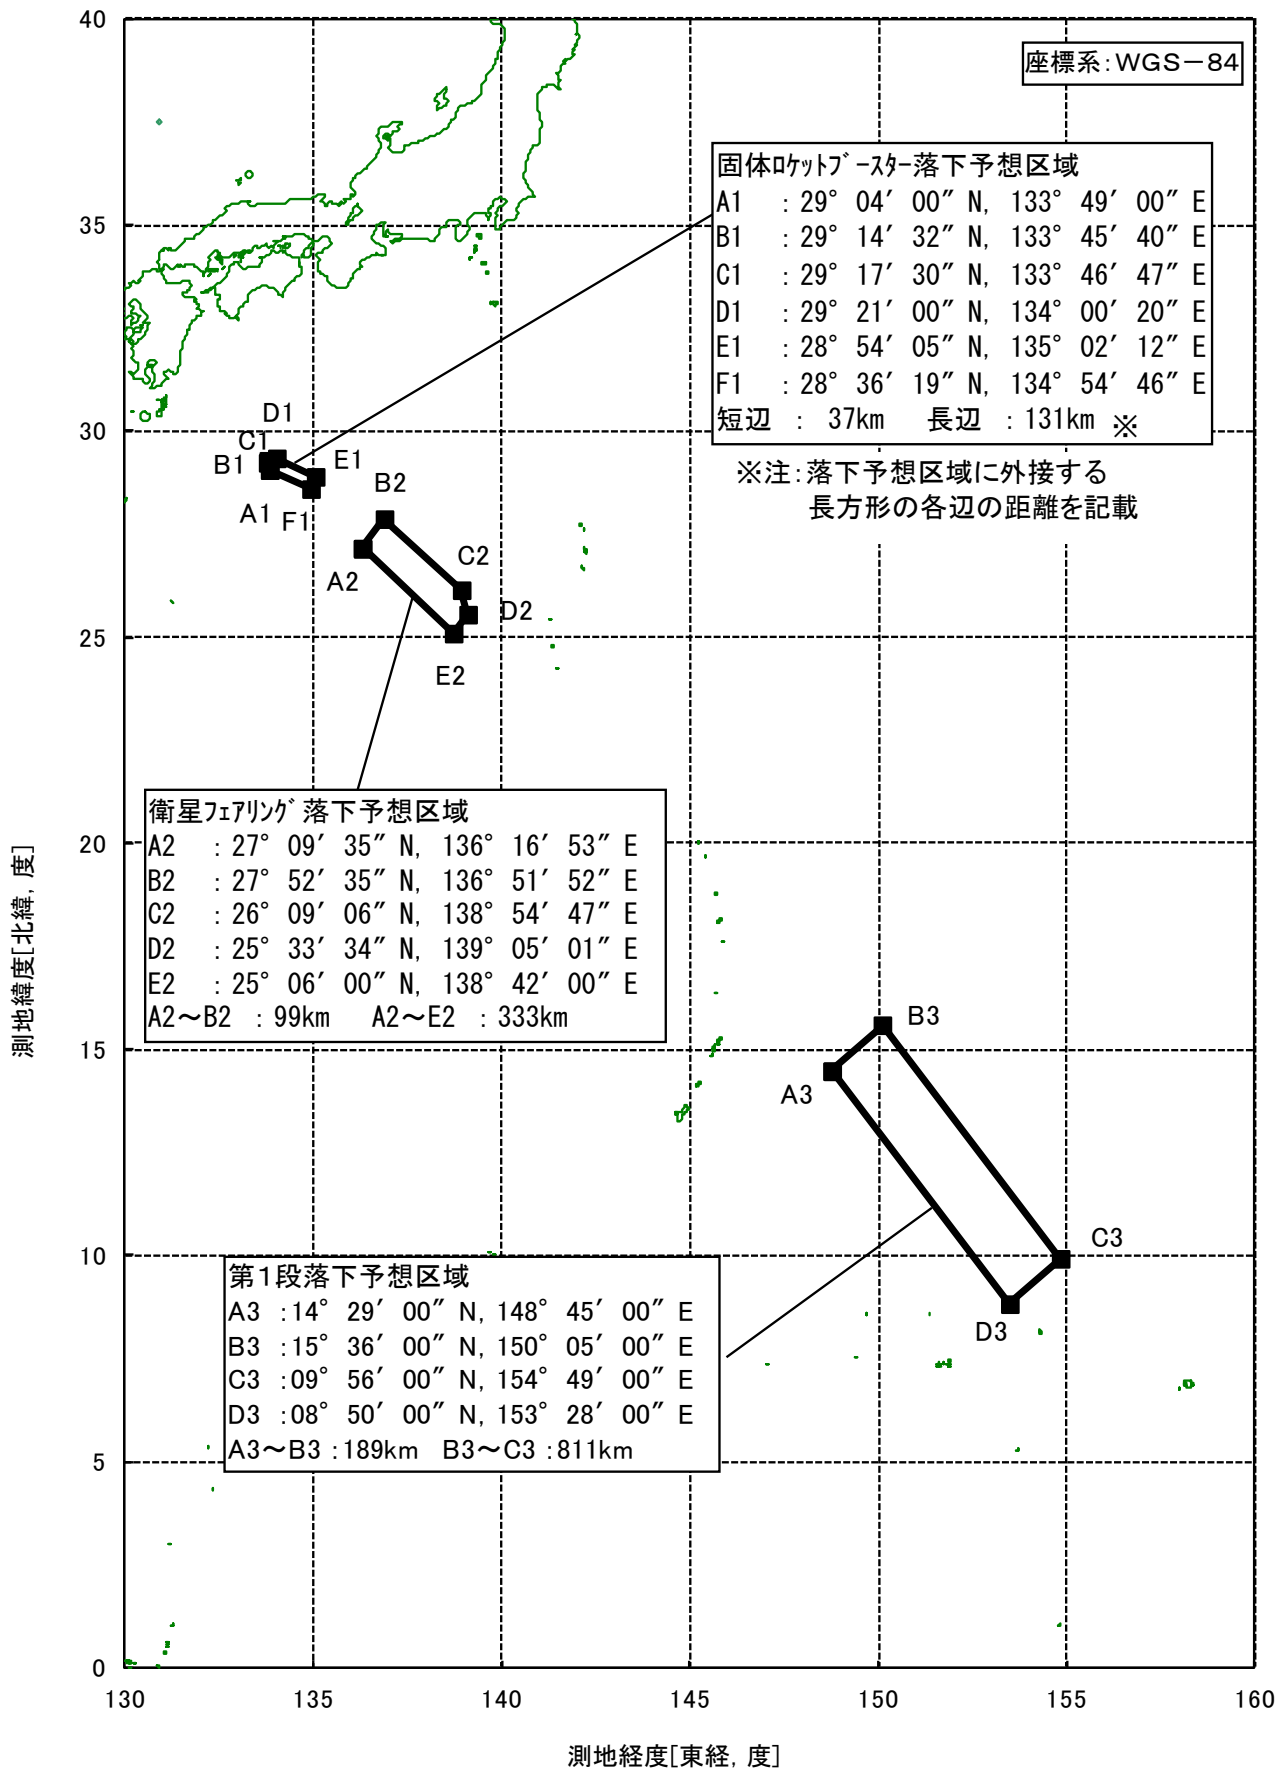 40
座標系:WGS-84
固体ロケットブースター落下予想区域
A1 :29° 04′ 00″ N, 133° 49′ 00″ E
B1 :29° 14′ 32″ N, 133° 45′ 40″ E
C1 :29° 17′ 30″ N, 133° 46′ 47″ E
D1 :29° 21′ 00″ N, 134° 00′ 20″ E
E1 :28° 54′ 05″ N, 135° 02′ 12″ E
F1 :28° 36′ 19″ N, 134° 54′ 46″ E
短辺 : 37km 長辺 :131km ※
※注:落下予想区域に外接する
長方形の各辺の距離を記載
35
30
D1
C1
B1
E1
A1
F1
B2
A2
C2
D2
E2
25
衛星フェアリング落下予想区域
A2 :27° 09′ 35″ N, 136° 16′ 53″ E
B2 :27° 52′ 35″ N, 136° 51′ 52″ E
C2 :26° 09′ 06″ N, 138° 54′ 47″ E
D2 :25° 33′ 34″ N, 139° 05′ 01″ E
E2 :25° 06′ 00″ N, 138° 42′ 00″ E
A2~B2 :99km A2~E2 :333km
20
測地緯度[北緯,度]
15
B3
A3
C3
D3
10
第1段落下予想区域
A3 :14° 29′ 00″ N,148° 45′ 00″ E
B3 :15° 36′ 00″ N,150° 05′ 00″ E
C3 :09° 56′ 00″ N,154° 49′ 00″ E
D3 :08° 50′ 00″ N,153° 28′ 00″ E
A3~B3 :189km B3~C3 :811km
5
0
130 135 140 145 150 155 160
測地経度[東経,度]